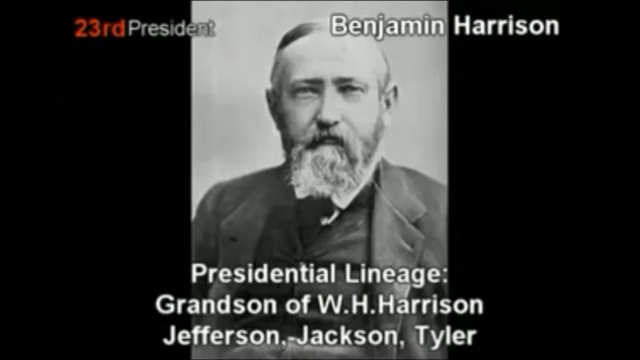 23rd President
Benjamin Harrison
Presidential Lineage:
Grandson of W.H.Harrison
Jefferson,-Jackson, Tyler